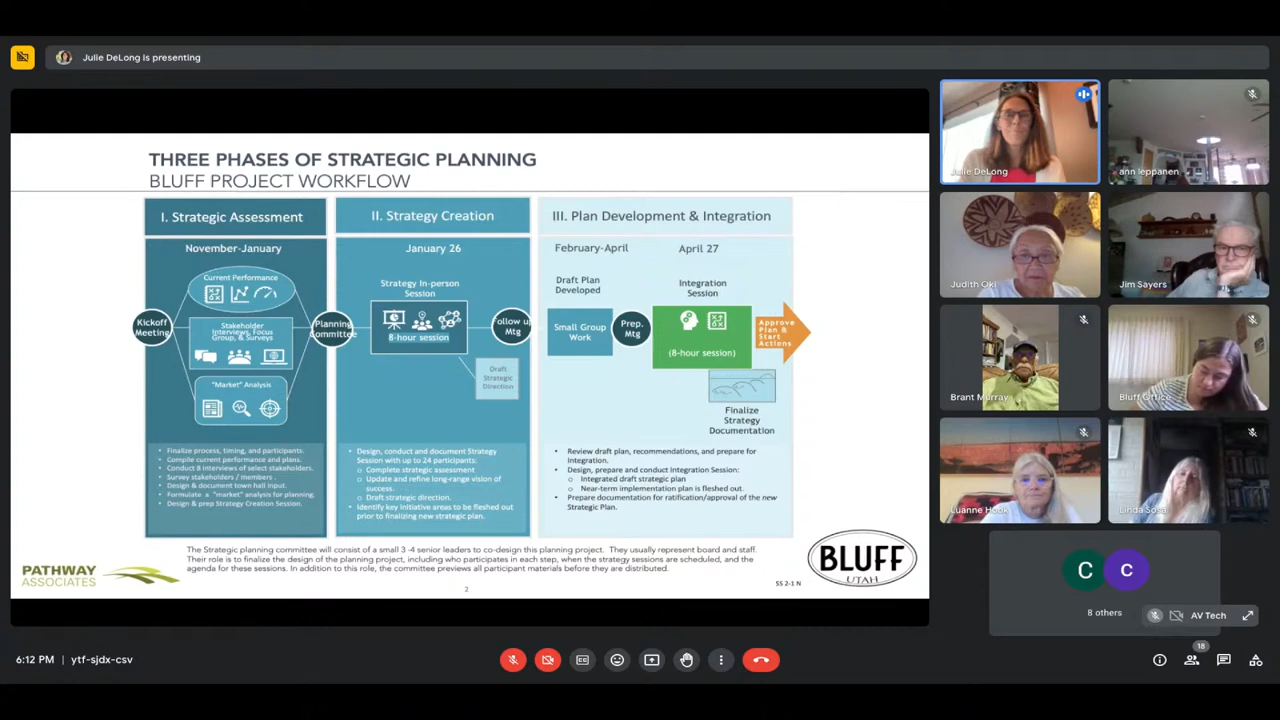 Julie DeLong is presenting
THREE PHASES OF STRATEGIC PLANNING
BLUFF PROJECT WORKFLOW
I. Strategic Assessment
November-January
Current Performance
Kickoff
Meeting
Stakeholder
Interviews, Focus
Group, & Surveys
Planning
Committee
"Market" Analysis
Finalize process, timing, and participants.
Compile current performance and plans.
Conduct 8 interviews of select stakeholders.
Survey stakeholders / members .
Design & document town hall input.
Formulate a "market" analysis for planning.
Design & prep Strategy Creation Session.
II. Strategy Creation
January 26
Strategy In-person
Session
8-hour session
ollow u
Mtg
Draft
Strategic
Direction
Design, conduct and document Strategy
Session with up to 24 participants:
Complete strategic assessment
Update and refine long-range vision of
success.
Draft strategic direction.
Identify key initiative areas to be fleshed out
prior to finalizing new strategic plan.
III. Plan Development & Integration
February-April
April 27
Draft Plan
Developed
Integration
Session
Small Group
Work
Prep.
Mtg
(8-hour session)
Approve
Plan &
Start
Actions
Finalize
Strategy
Documentation
Review draft plan, recommendations, and prepare for
Integration.
Design, prepare and conduct Integration Session:
Integrated draft strategic plan
Near-term implementation plan is fleshed out.
Prepare documentation for ratification/approval of the new
Strategic Plan.
The Strategic planning committee will consist of a small 3 -4 senior leaders to co-design this planning project. They usually represent board and staff.
Their role is to finalize the design of the planning project, including who participates in each step, when the strategy sessions are scheduled, and the
agenda for these sessions. In addition to this role, the committee previews all participant materials before they are distributed.
PATHWAY
ASSOCIATES
BLUFF
UTAH
SS 2-1 N
2
Julie DeLong
ann leppanen
Judith Oki
Jim Sayers
Brant Murray
Bluff Office
Luanne Hook
Linda Sosa
C
C
8 others
AV Tech
6:12 PM | ytf-sjdx-csv
18